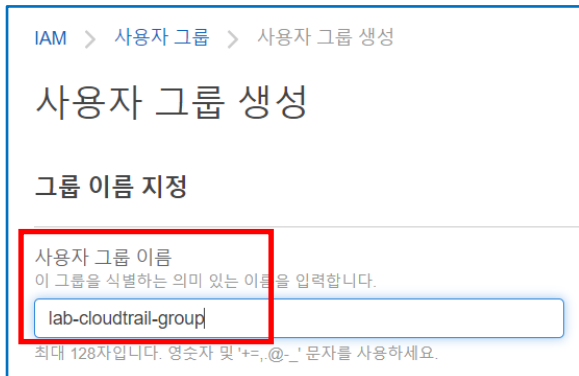 IAM > 사용자 그룹 > 사용자 그룹 생성
사용자 그룹 생성
그룹 이름 지정
사용자 그룹 이름
이 그룹을 식별하는 의미 있는 이름을 입력합니다.
lab-cloudtrail-group
최대 128자입니다. 영숫자 및 '+=,.@-_' 문자를 사용하세요.